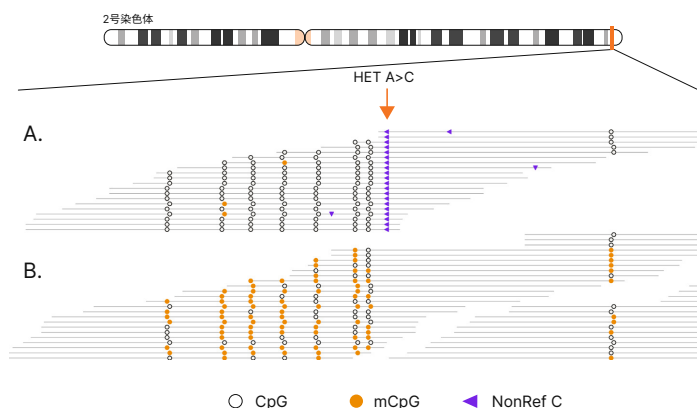 2号染色体
HET A>C
A.
B.
CpG
mCpG
NonRef C